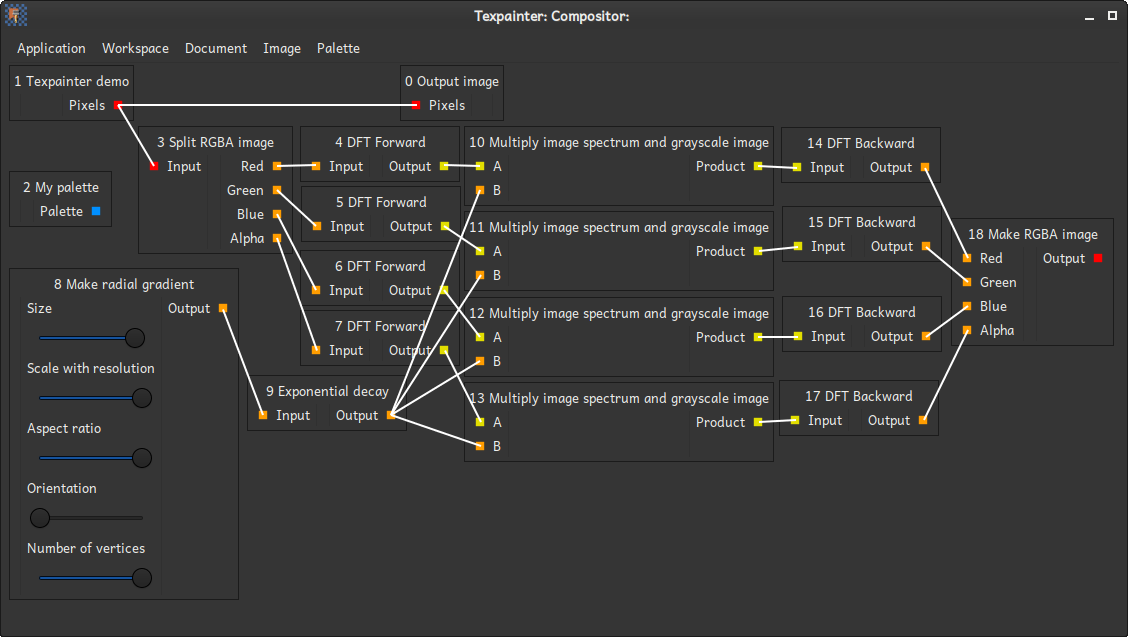 Texpainter: Compositor:
Application Workspace Document Image Palette
1 Texpainter demo
Pixels
0 Output image
Pixels
2 My palette
Palette
3 Split RGBA image
Input Red
Green
Blue
Alpha
4 DFT Forward
Input Output
5 DFT Forward
Input Output
6 DFT Forward
Input Output
7 DFT Forward
Input Output
8 Make radial gradient
Size Output
Scale with resolution
Aspect ratio
Orientation
Number of vertices
9 Exponential decay
Input Output
10 Multiply image spectrum and grayscale image
A Product
B
11 Multiply image spectrum and grayscale image
A Product
B
12 Multiply image spectrum and grayscale image
A Product
B
13 Multiply image spectrum and grayscale image
A Product
B
14 DFT Backward
Input Output
15 DFT Backward
Input Output
16 DFT Backward
Input Output
17 DFT Backward
Input Output
18 Make RGBA image
Red Output
Green
Blue
Alpha